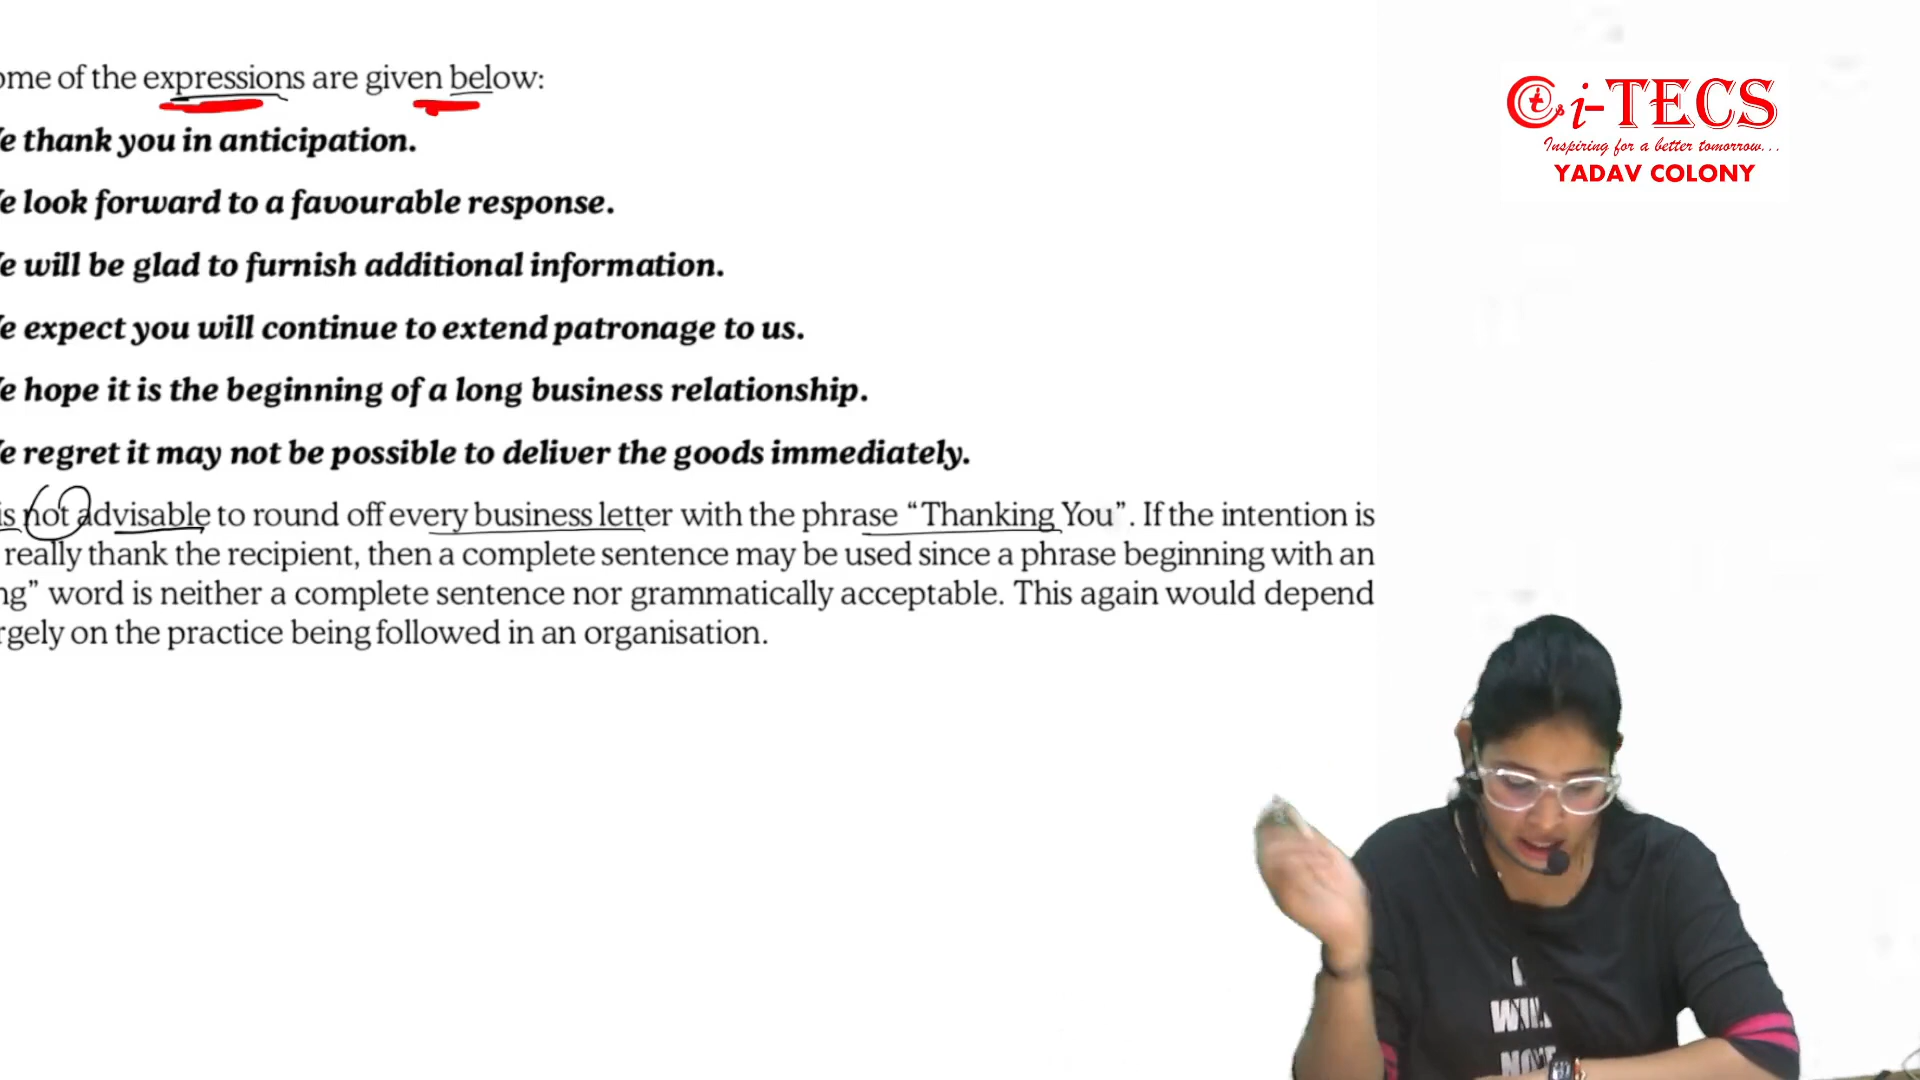 ome of the expressions are given below:
e thank you in anticipation.
e look forward to a favourable response.
e will be glad to furnish additional information.
e expect you will continue to extend patronage to us.
e hope it is the beginning of a long business relationship.
e regret it may not be possible to deliver the goods immediately.
is not advisable to round off every business letter with the phrase “Thanking You”. If the intention is
really thank the recipient, then a complete sentence may be used since a phrase beginning with an
ng” word is neither a complete sentence nor grammatically acceptable. This again would depend
rgely on the practice being followed in an organisation.
i-TECS
Inspiring for a better tomorrow...
YADAV COLONY
I
WILL
NOT